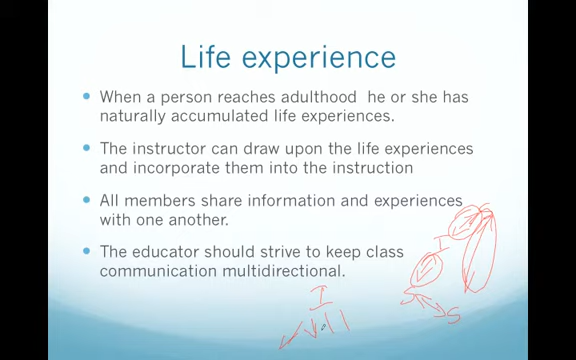 Life experience
• When a person reaches adulthood he or she has
naturally accumulated life experiences.
• The instructor can draw upon the life experiences
and incorporate them into the instruction
• All members share information and experiences
with one another.
• The educator should strive to keep class
communication multidirectional.
I
S
S
I